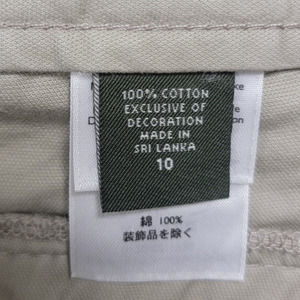 100% COTTON
EXCLUSIVE OF
DECORATION
MADE IN
SRI LANKA
10
綿 100%
装飾品を除く